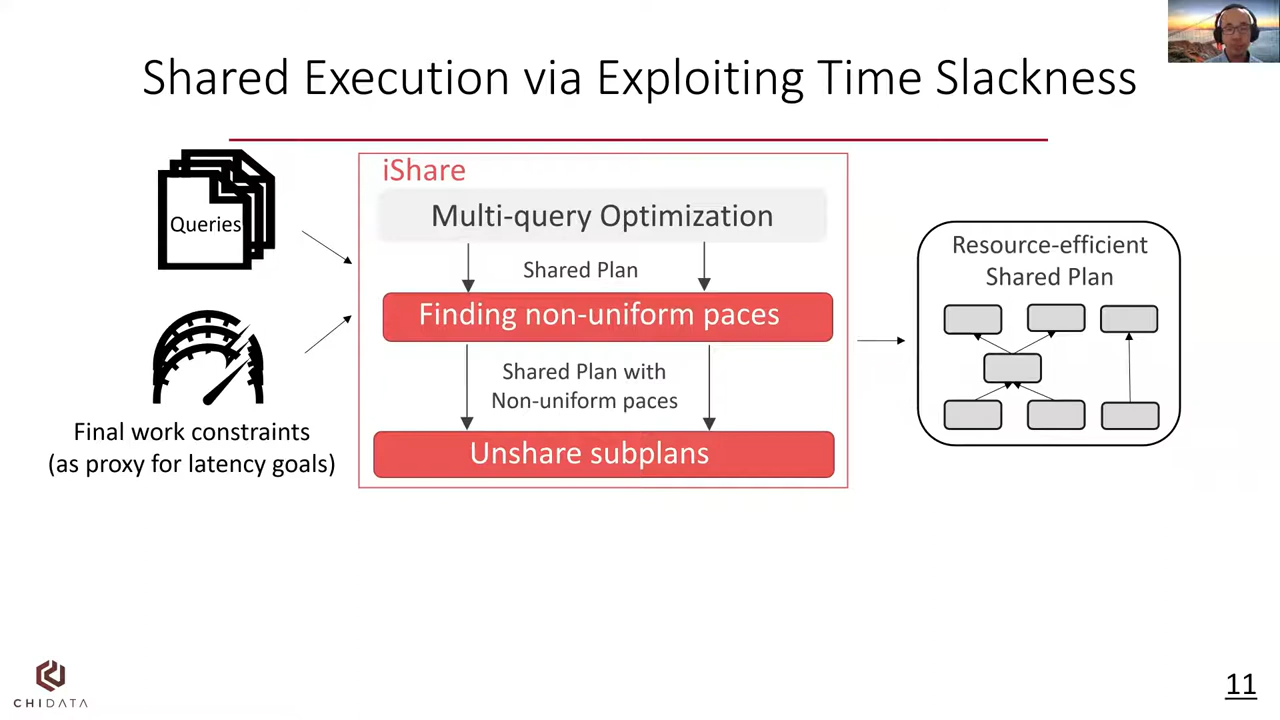 Shared Execution via Exploiting Time Slackness
Queries
Final work constraints
(as proxy for latency goals)
iShare
Multi-query Optimization
Shared Plan
Finding non-uniform paces
Shared Plan with
Non-uniform paces
Unshare subplans
Resource-efficient
Shared Plan
CHIDATA
11